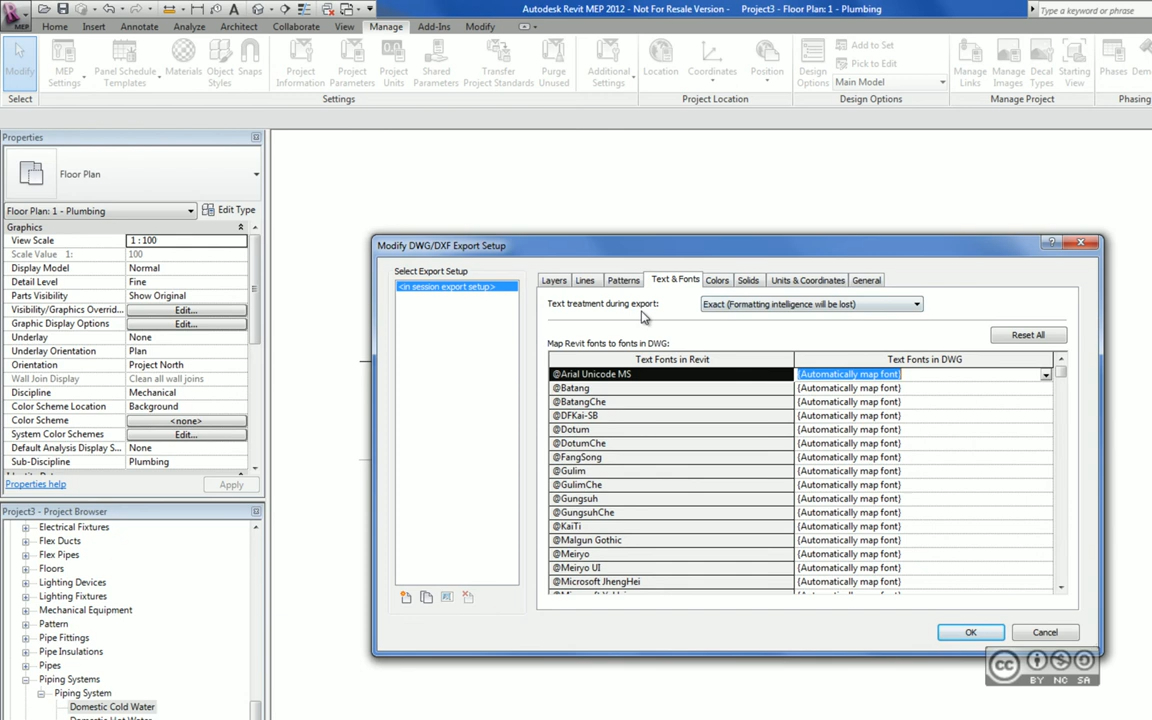 Autodesk Revit MEP 2012 - Not For Resale Version - Project3 - Floor Plan: 1 - Plumbing
Type a keyword or phrase
MEP
Home
Insert
Annotate
Analyze
Architect
Collaborate
View
Manage
Add-Ins
Modify
Modify
MEP
Settings
Panel Schedule
Templates
Materials
Object
Styles
Snaps
Project
Information
Project
Parameters
Project
Units
Shared
Parameters
Transfer
Project Standards
Purge
Unused
Additional
Settings
Location
Coordinates
Position
Design
Options
Add to Set
Pick to Edit
Main Model
Manage
Links
Manage
Images
Decal
Types
Starting
View
Phases
Select
Settings
Project Location
Design Options
Manage Project
Phasing
Properties
Floor Plan
Floor Plan: 1 - Plumbing
Edit Type
Graphics
View Scale 1 : 100
Scale Value 1: 100
Display Model Normal
Detail Level Fine
Parts Visibility Show Original
Visibility/Graphics Overrid... Edit...
Graphic Display Options Edit...
Underlay None
Underlay Orientation Plan
Orientation Project North
Wall Join Display Clean all wall joins
Discipline Mechanical
Color Scheme Location Background
Color Scheme <none>
System Color Schemes Edit...
Default Analysis Display S... None
Sub-Discipline Plumbing
Properties help
Apply
Project3 - Project Browser
Electrical Fixtures
Flex Ducts
Flex Pipes
Floors
Lighting Devices
Lighting Fixtures
Mechanical Equipment
Pattern
Pipe Fittings
Pipe Insulations
Pipes
Piping Systems
Piping System
Domestic Cold Water
Modify DWG/DXF Export Setup
Select Export Setup
<in session export setup>
Layers
Lines
Patterns
Text & Fonts
Colors
Solids
Units & Coordinates
General
Text treatment during export:
Exact (Formatting intelligence will be lost)
Reset All
Map Revit fonts to fonts in DWG:
Text Fonts in Revit
Text Fonts in DWG
@Arial Unicode MS {Automatically map font}
@Batang {Automatically map font}
@BatangChe {Automatically map font}
@DFKai-SB {Automatically map font}
@Dotum {Automatically map font}
@DotumChe {Automatically map font}
@FangSong {Automatically map font}
@Gulim {Automatically map font}
@GulimChe {Automatically map font}
@Gungsuh {Automatically map font}
@GungsuhChe {Automatically map font}
@KaiTi {Automatically map font}
@Malgun Gothic {Automatically map font}
@Meiryo {Automatically map font}
@Meiryo UI {Automatically map font}
@Microsoft JhengHei {Automatically map font}
OK
Cancel
cc
BY NC SA